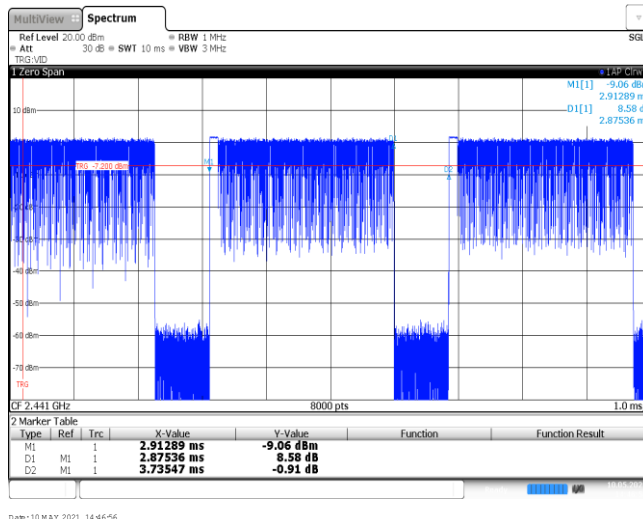 MultiView Spectrum
Ref Level 20.00 dBm RBW 1 MHz SGL
Att 30 dB SWT 10 ms VBW 3 MHz
TRG:VID
1 Zero Span 1AP Clrw
M1[1] -9.06 dBm
2.91289 ms
10 dBm
D1[1] 8.58 dB
2.87536 ms
D1
M1
TRG -7.200 dBm
D2
-40 dBm
-50 dBm
-60 dBm
-70 dBm
TRG
CF 2.441 GHz 8000 pts 1.0 ms
2 Marker Table
Type Ref Trc X-Value Y-Value Function Function Result
M1 1 2.91289 ms -9.06 dBm
D1 M1 1 2.87536 ms 8.58 dB
D2 M1 1 3.73547 ms -0.91 dB
Date: 10 MAY 2021 14:46:56